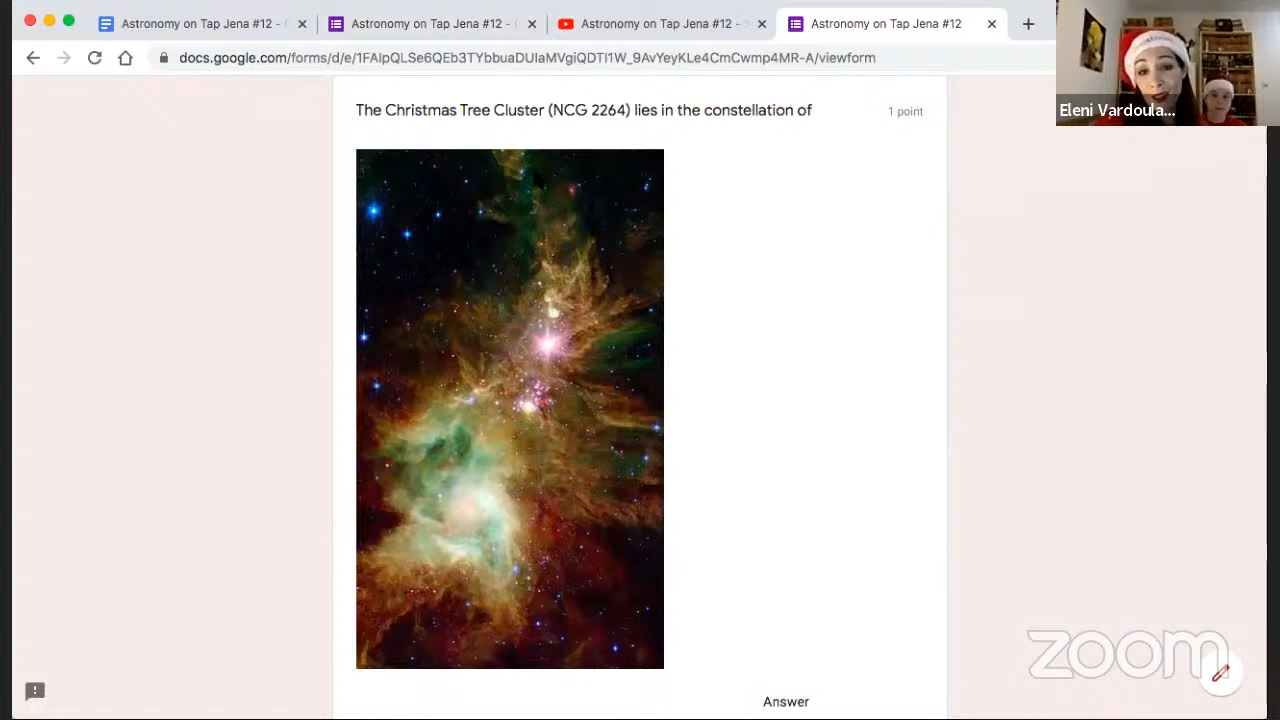 Astronomy on Tap Jena #12 -
Astronomy on Tap Jena #12 -
Astronomy on Tap Jena #12 -
Astronomy on Tap Jena #12
docs.google.com/forms/d/e/1FAIpQLSe6QEb3TYbbuaDUIaMVgiQDTI1W_9AvYeyKLe4CmCwmp4MR-A/viewform
Eleni Vardoula...
The Christmas Tree Cluster (NCG 2264) lies in the constellation of
1 point
zoom
Answer